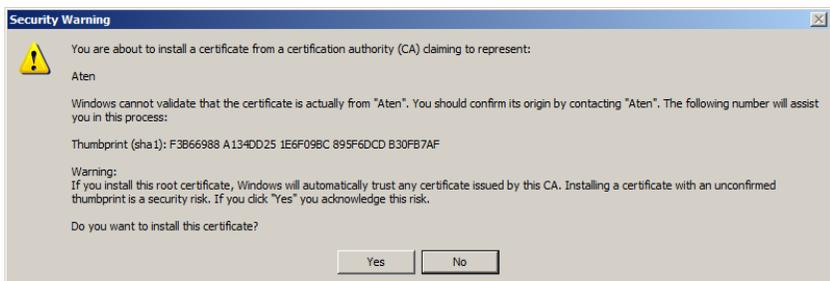 Security Warning
You are about to install a certificate from a certification authority (CA) claiming to represent:
Aten
Windows cannot validate that the certificate is actually from "Aten". You should confirm its origin by contacting "Aten". The following number will assist
you in this process:
Thumbprint (sha1): F3B66988 A134DD25 1E6F09BC 895F6DCD B30FB7AF
Warning:
If you install this root certificate, Windows will automatically trust any certificate issued by this CA. Installing a certificate with an unconfirmed
thumbprint is a security risk. If you click "Yes" you acknowledge this risk.
Do you want to install this certificate?
Yes
No